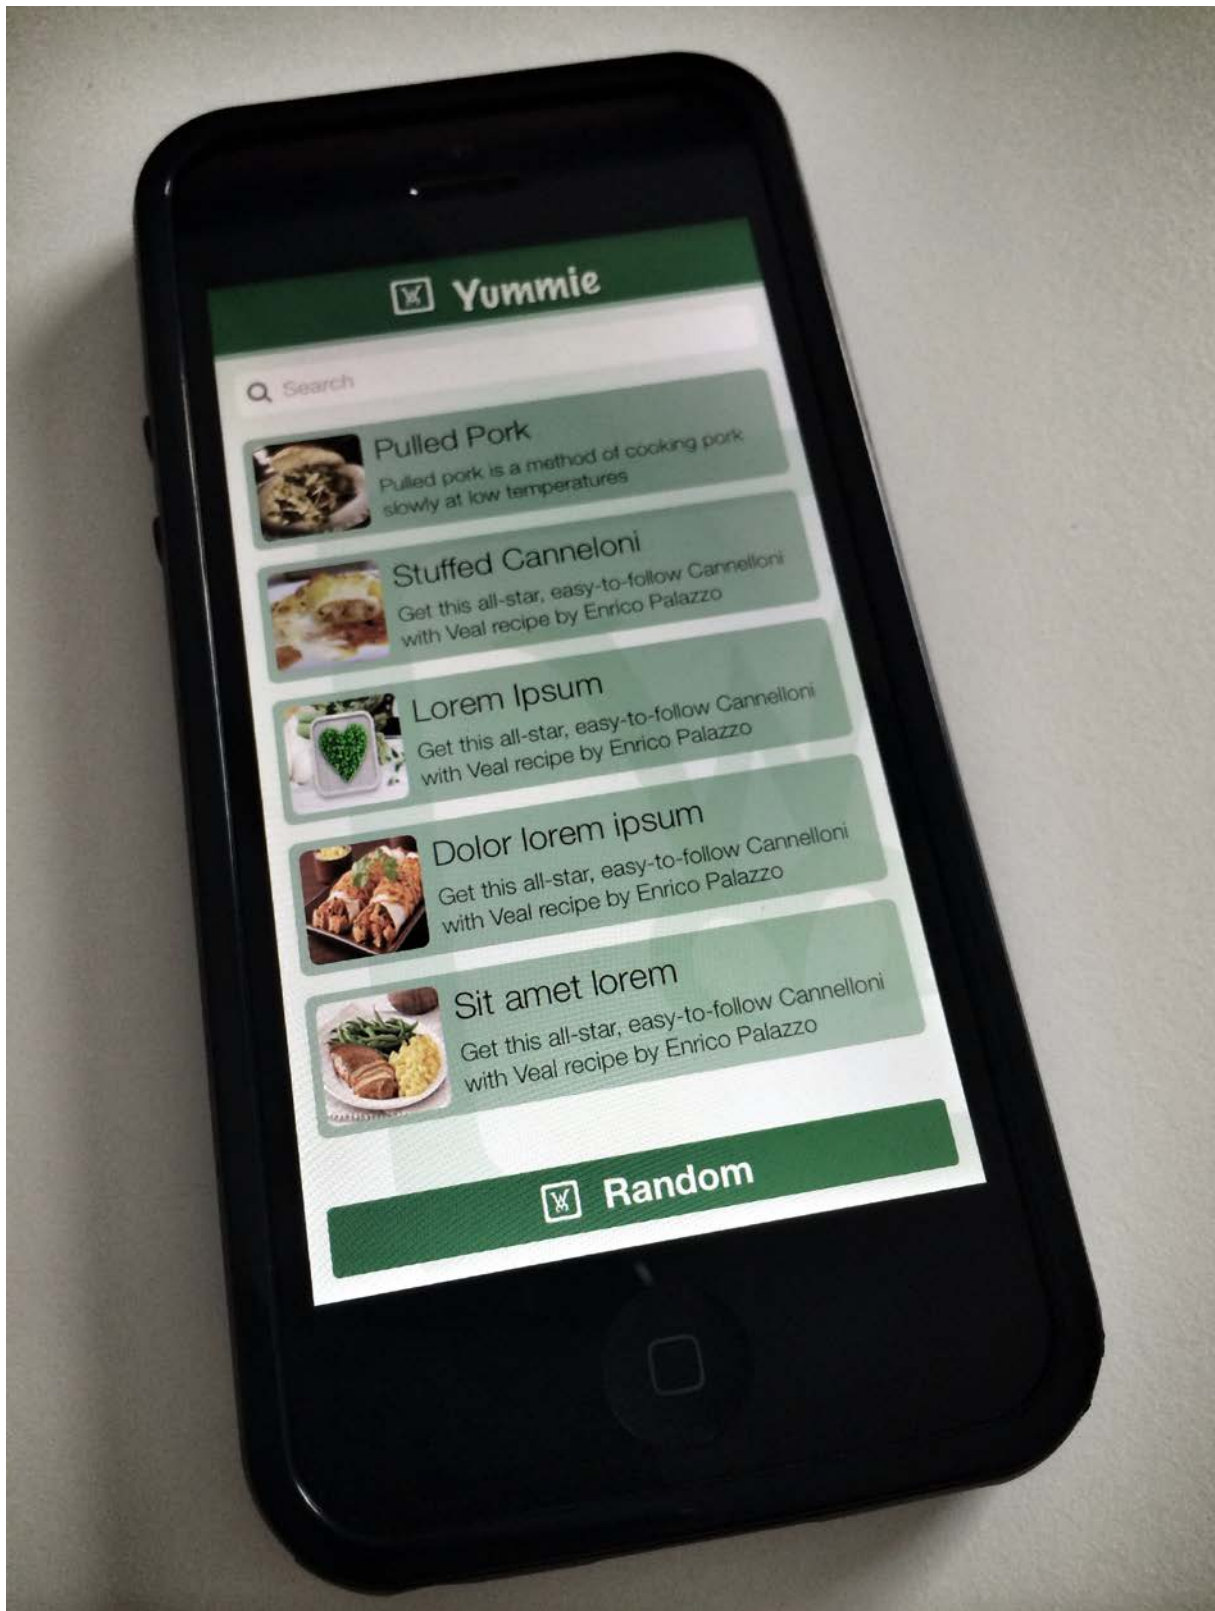 Yummie
Search
Pulled Pork
Pulled pork is a method of cooking pork
slowly at low temperatures
Stuffed Canneloni
Get this all-star, easy-to-follow Cannelloni
with Veal recipe by Enrico Palazzo
Lorem Ipsum
Get this all-star, easy-to-follow Cannelloni
with Veal recipe by Enrico Palazzo
Dolor lorem ipsum
Get this all-star, easy-to-follow Cannelloni
with Veal recipe by Enrico Palazzo
Sit amet lorem
Get this all-star, easy-to-follow Cannelloni
with Veal recipe by Enrico Palazzo
Random